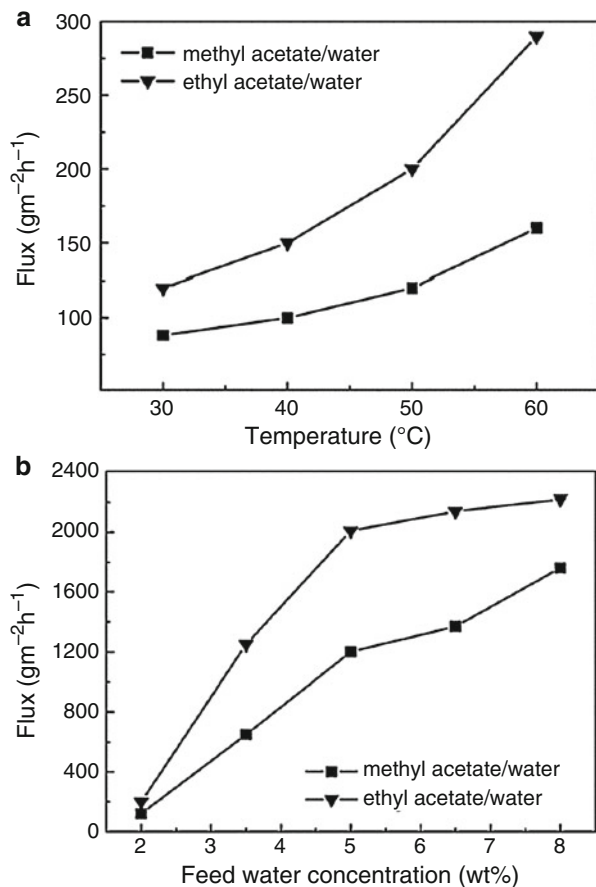 a
300
250
200
150
100
Flux (gm⁻²h⁻¹)
methyl acetate/water
ethyl acetate/water
30 40 50 60
Temperature (°C)
b
2400
2000
1600
1200
800
400
0
Flux (gm⁻²h⁻¹)
methyl acetate/water
ethyl acetate/water
2 3 4 5 6 7 8
Feed water concentration (wt%)